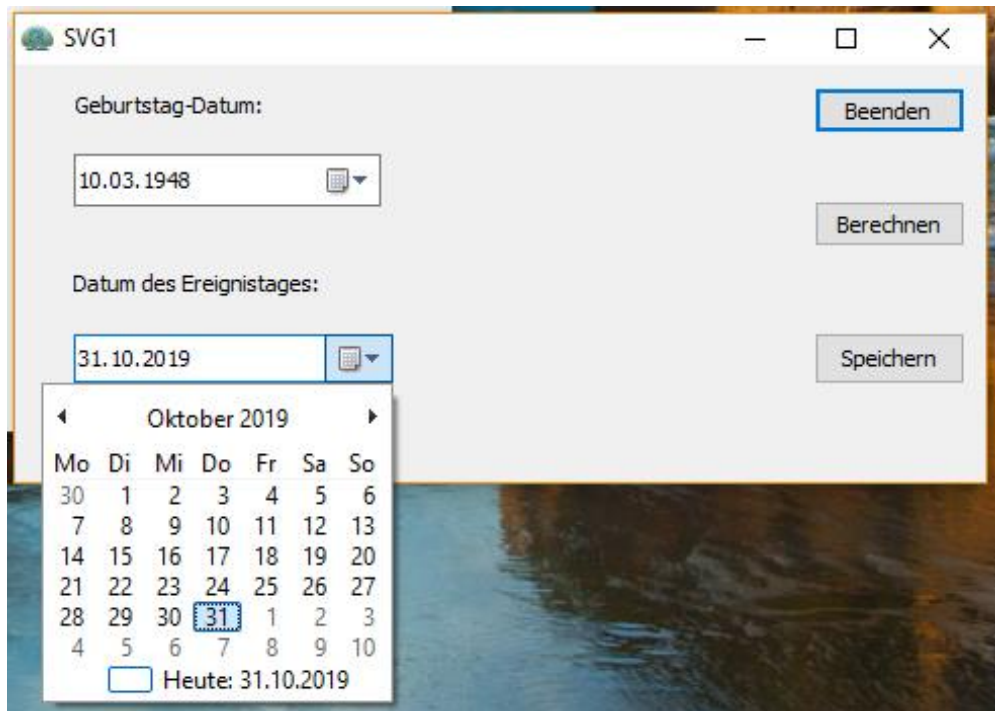 SVG1
Geburtstag-Datum:
Beenden
10.03.1948
Berechnen
Datum des Ereignistages:
31.10.2019
Speichern
Oktober 2019
Mo Di Mi Do Fr Sa So
30 1 2 3 4 5 6
7 8 9 10 11 12 13
14 15 16 17 18 19 20
21 22 23 24 25 26 27
28 29 30 31 1 2 3
4 5 6 7 8 9 10
Heute: 31.10.2019